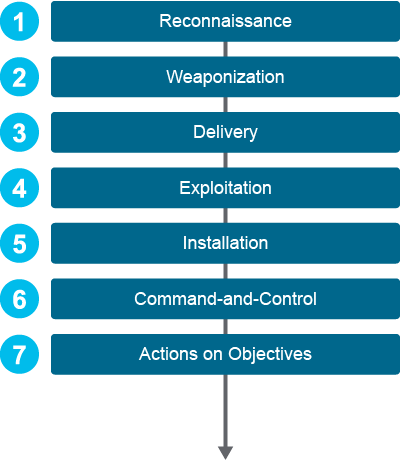 1 Reconnaissance
2 Weaponization
3 Delivery
4 Exploitation
5 Installation
6 Command-and-Control
7 Actions on Objectives